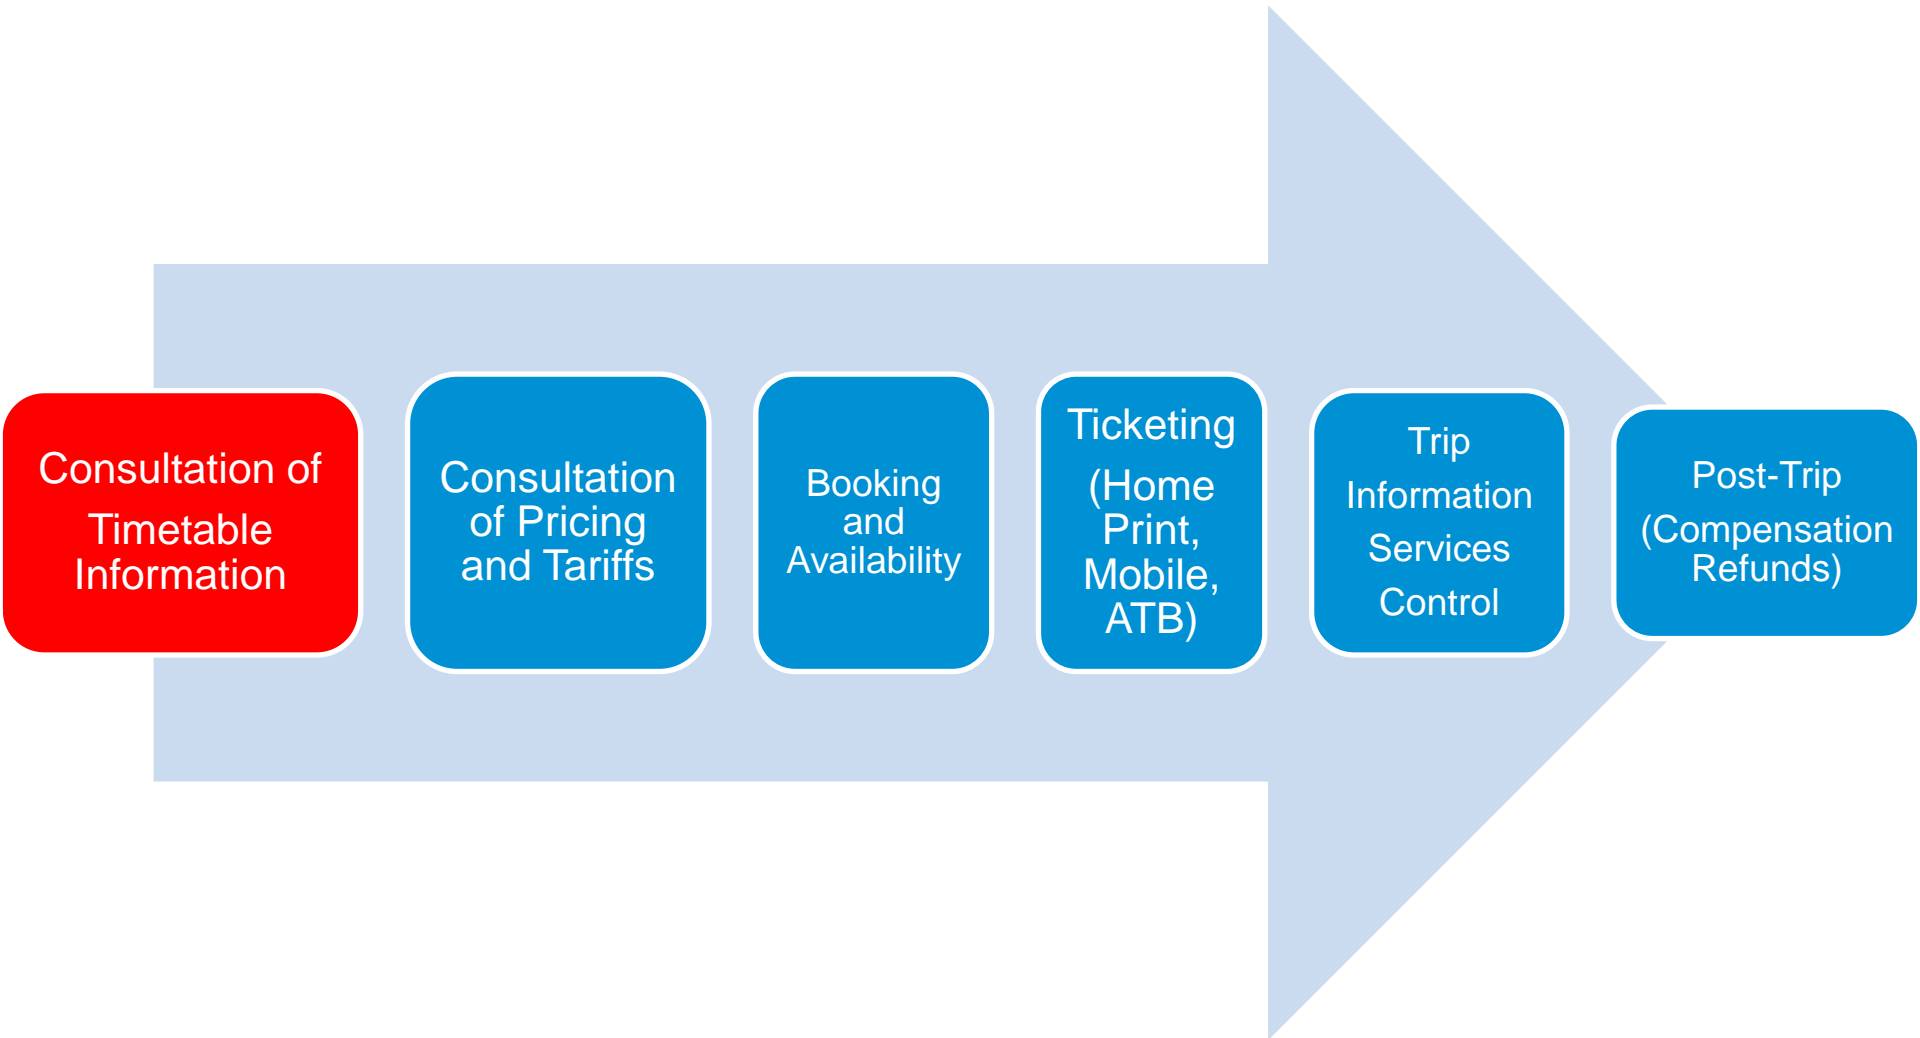 Consultation of
Timetable
Information
Consultation
of Pricing
and Tariffs
Booking
and
Availability
Ticketing
(Home
Print,
Mobile,
ATB)
Trip
Information
Services
Control
Post-Trip
(Compensation
Refunds)